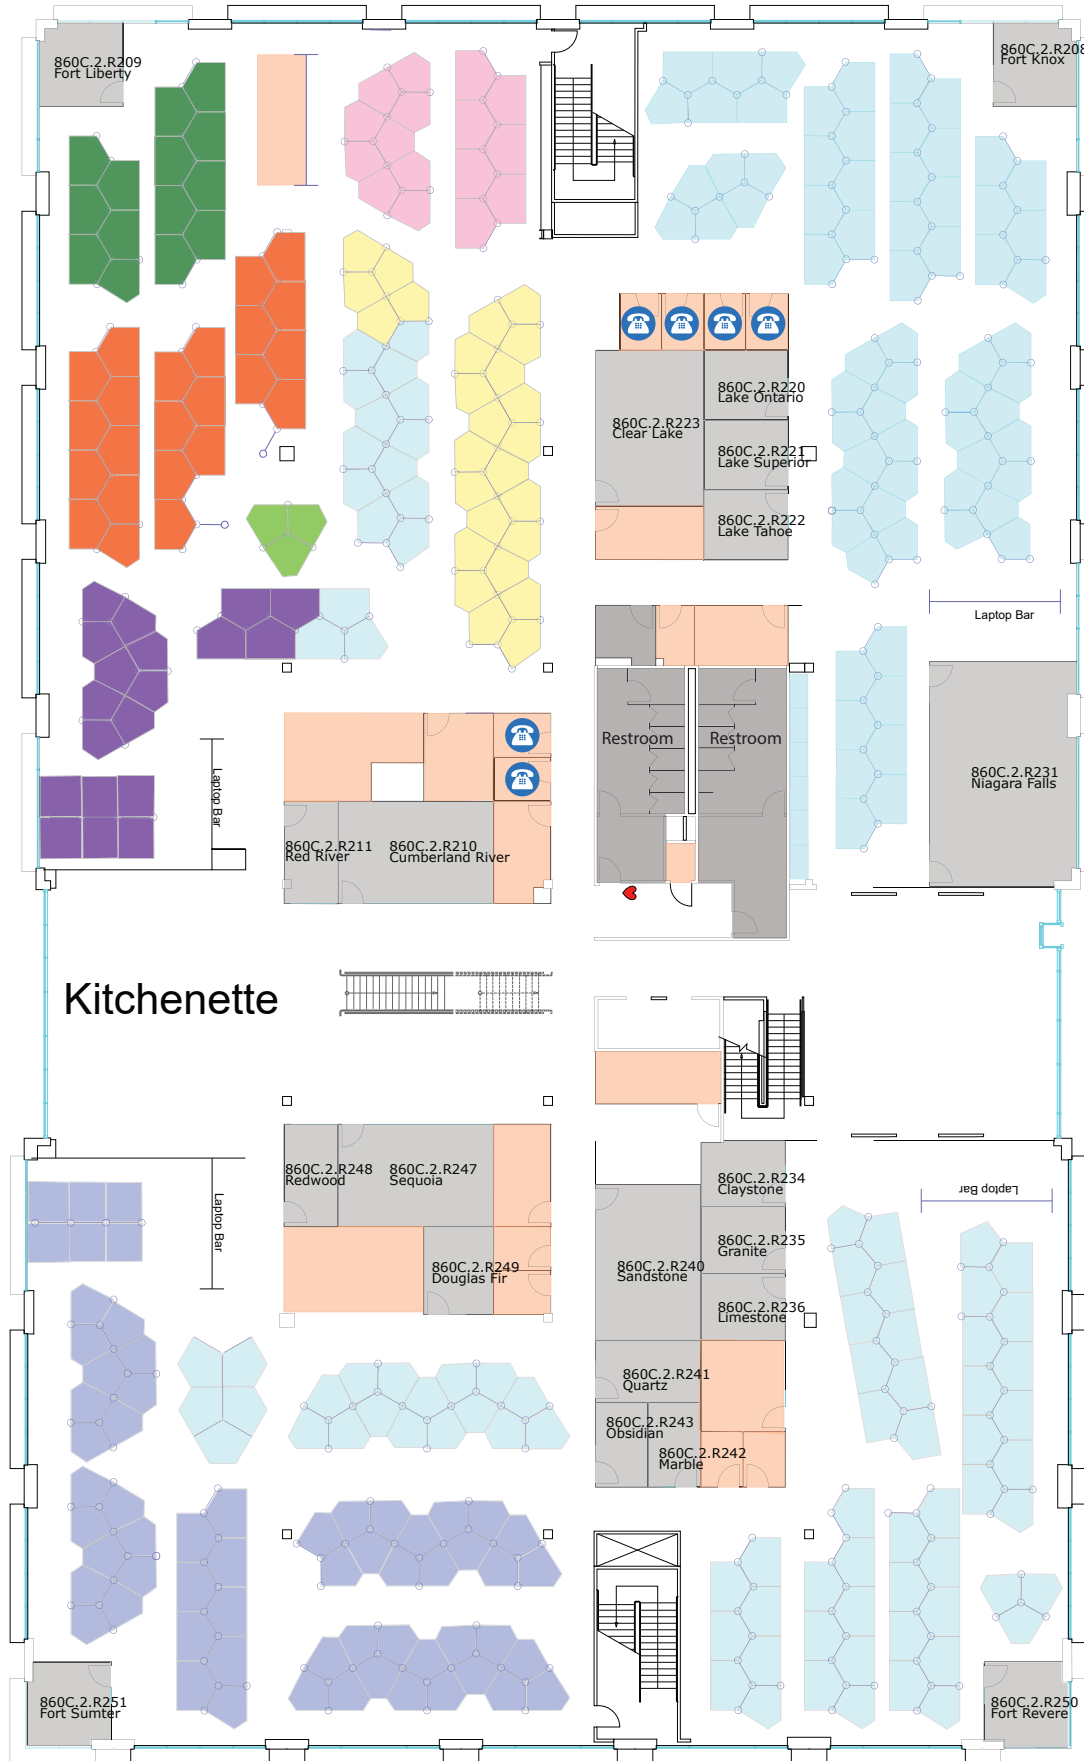 860C.2.R209
Fort Liberty
860C.2.R208
Fort Knox
860C.2.R220
Lake Ontario
860C.2.R223
Clear Lake
860C.2.R221
Lake Superior
860C.2.R222
Lake Tahoe
Laptop Bar
Restroom
Restroom
860C.2.R231
Niagara Falls
Laptop Bar
860C.2.R211
Red River
860C.2.R210
Cumberland River
Kitchenette
860C.2.R248
Redwood
860C.2.R247
Sequoia
860C.2.R234
Claystone
Laptop Bar
Laptop Bar
860C.2.R235
Granite
860C.2.R240
Sandstone
860C.2.R249
Douglas Fir
860C.2.R236
Limestone
860C.2.R241
Quartz
860C.2.R243
Obsidian
860C.2.R242
Marble
860C.2.R251
Fort Sumter
860C.2.R250
Fort Revere